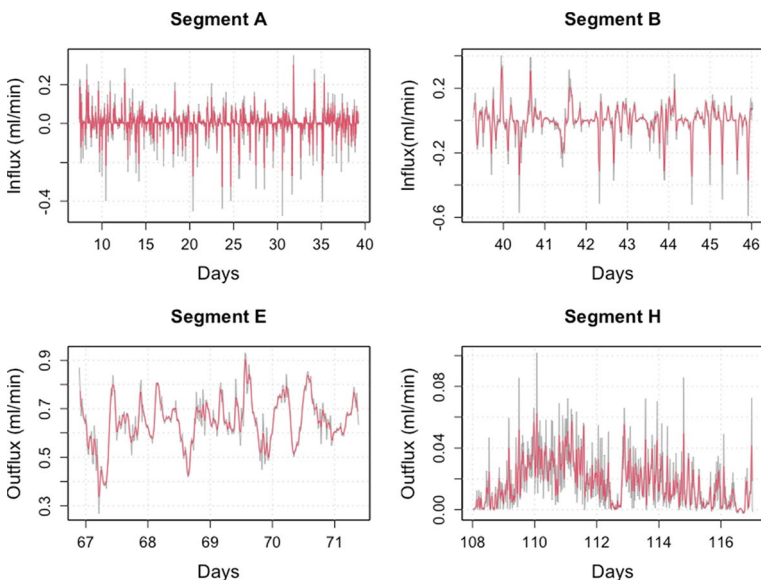 Segment A
Influx (ml/min)
0.2
0.0
-0.4
10 15 20 25 30 35 40
Days
Segment B
Influx(ml/min)
0.2
-0.2
-0.6
40 41 42 43 44 45 46
Days
Segment E
Outflux (ml/min)
0.9
0.7
0.5
0.3
67 68 69 70 71
Days
Segment H
Outflux (ml/min)
0.08
0.04
0.00
108 110 112 114 116
Days